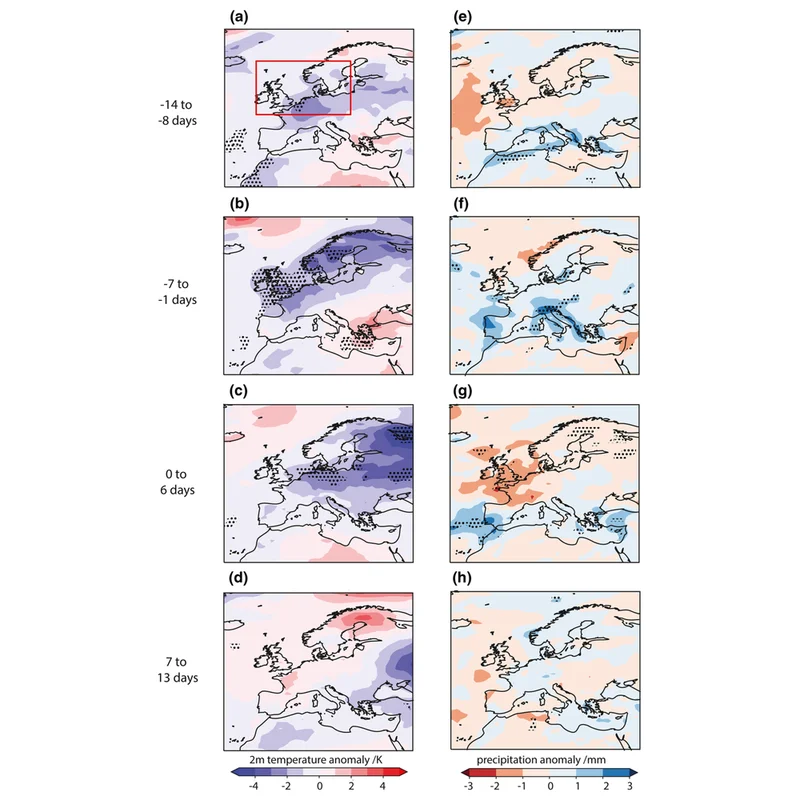 (a)
(e)
-14 to
-8 days
(b)
(f)
-7 to
-1 days
(c)
(g)
0 to
6 days
(d)
(h)
7 to
13 days
2m temperature anomaly /K
precipitation anomaly /mm
-4 -2 0 2 4
-3 -2 -1 0 1 2 3